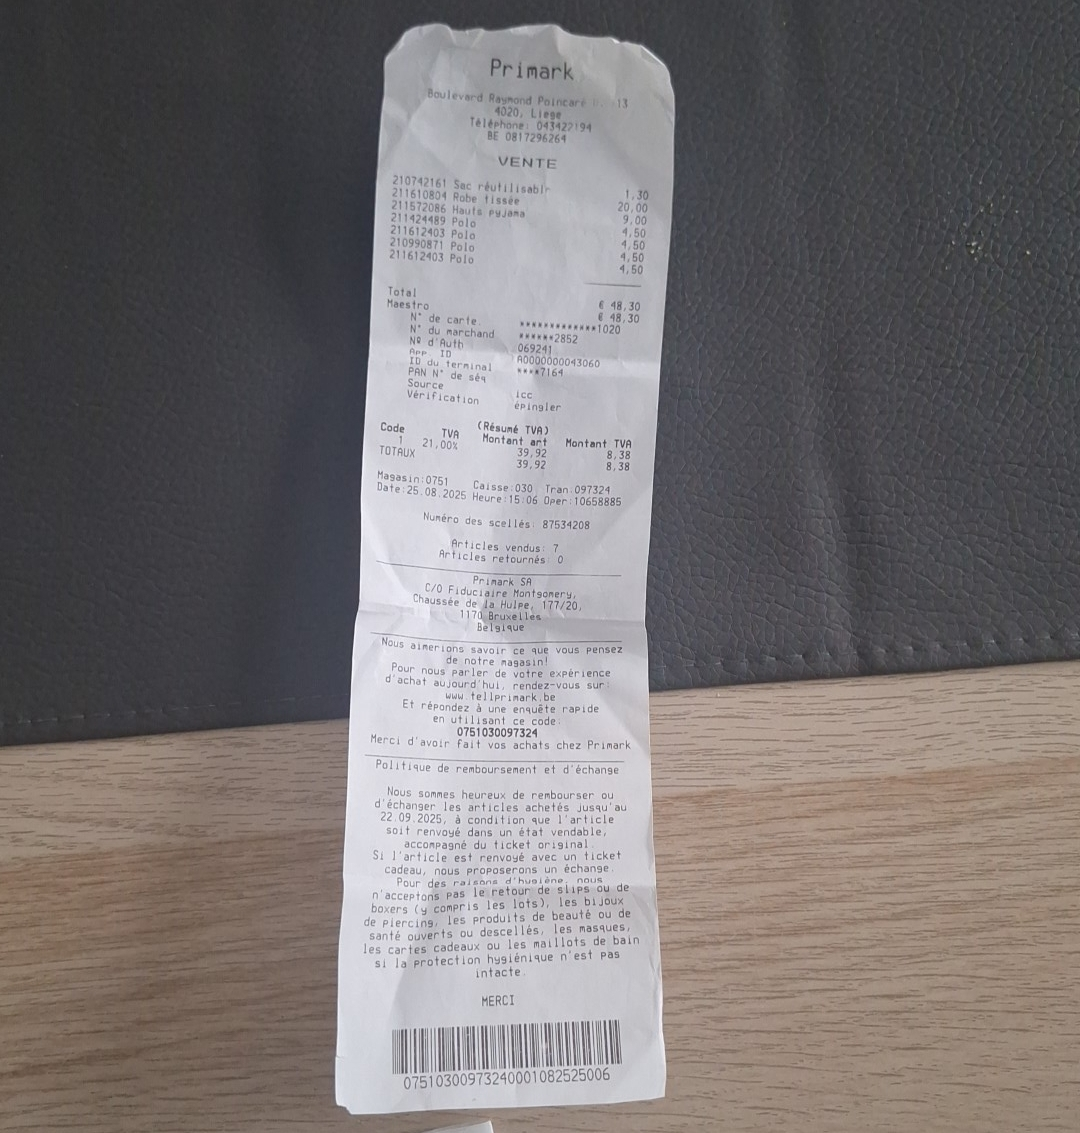 Primark
Boulevard Raymond Poincaré 13
4020, Liege
Téléphone: 043422194
BE 0817296264
VENTE
210742161 Sac réutilisablr 1,30
211610804 Robe tissée 20,00
211572086 Hauts pyjama 9,00
211424489 Polo 4,50
211612403 Polo 4,50
210990871 Polo 4,50
211612403 Polo 4,50
Total € 48,30
Maestro € 48,30
N° de carte. ************1020
N° du marchand ******2852
Nº d'Auth 069241
App. ID A0000000043060
ID du terminal ****7164
PAN N° de séq
Source icc
Vérification épingler
(Résumé TVA)
Code TVA Montant art Montant TVA
1 21,00% 39,92 8,38
TOTAUX 39,92 8,38
Magasin:0751 Caisse:030 Tran:097324
Date:25.08.2025 Heure:15:06 Oper:10658885
Numéro des scellés: 87534208
Articles vendus: 7
Articles retournés: 0
Primark SA
C/O Fiduciaire Montgomery,
Chaussée de la Hulpe, 177/20,
1170 Bruxelles
Belgique
Nous aimerions savoir ce que vous pensez
de notre magasin!
Pour nous parler de votre expérience
d'achat aujourd'hui, rendez-vous sur:
www.tellprimark.be
Et répondez à une enquête rapide
en utilisant ce code:
0751030097324
Merci d'avoir fait vos achats chez Primark
Politique de remboursement et d'échange
Nous sommes heureux de rembourser ou
d'échanger les articles achetés jusqu'au
22.09.2025, à condition que l'article
soit renvoyé dans un état vendable,
accompagné du ticket original.
Si l'article est renvoyé avec un ticket
cadeau, nous proposerons un échange.
Pour des raisons d'hygiène, nous
n'acceptons pas le retour de slips ou de
boxers (y compris les lots), les bijoux
de piercing, les produits de beauté ou de
santé ouverts ou descellés, les masques,
les cartes cadeaux ou les maillots de bain
si la protection hygiénique n'est pas
intacte.
MERCI
07510300973240001082525006